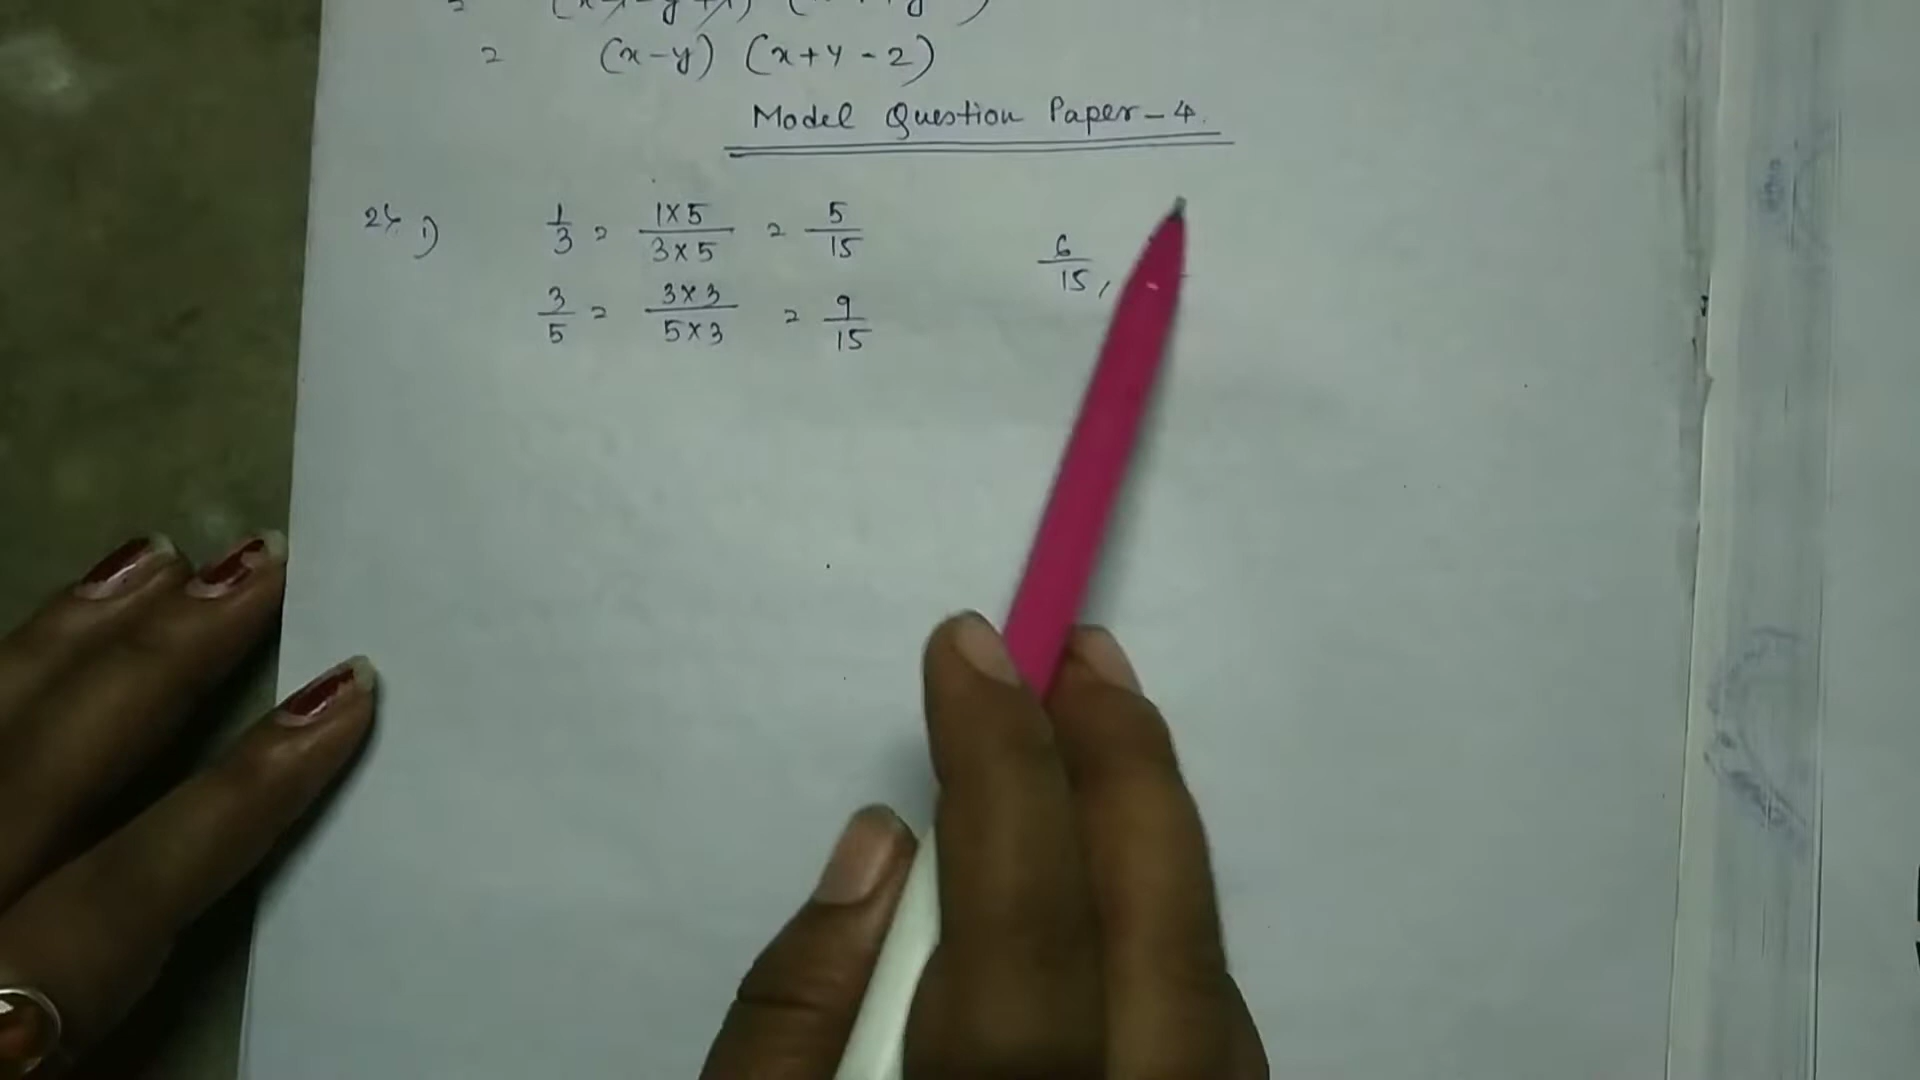 = (x-y) (x+y-2)
Model Question Paper-4.
24. i) 1/3 = 1×5/3×5 = 5/15 6/15,
3/5 = 3×3/5×3 = 9/15